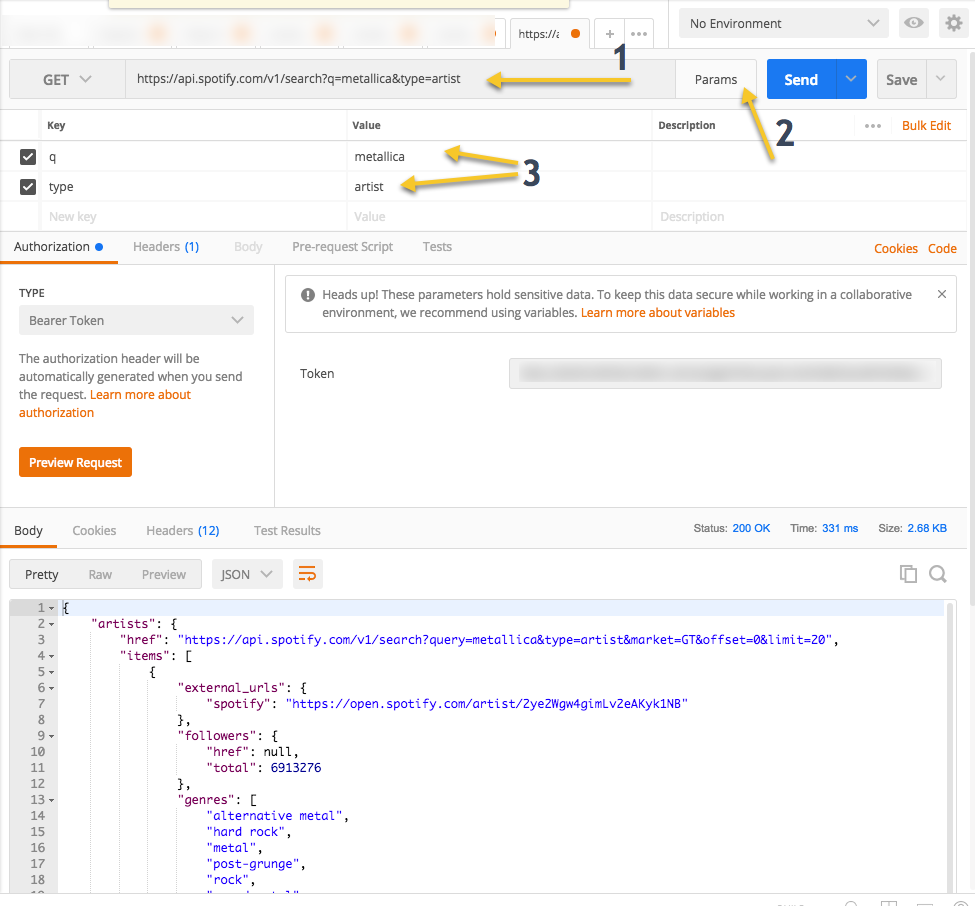 https://a
No Environment
1
GET
https://api.spotify.com/v1/search?q=metallica&type=artist
Params
Send
Save
2
Key
Value
Description
Bulk Edit
q
metallica
3
type
artist
New key
Value
Description
Authorization
Headers (1)
Body
Pre-request Script
Tests
Cookies
Code
TYPE
Bearer Token
The authorization header will be
automatically generated when you send
the request. Learn more about
authorization
Preview Request
Heads up! These parameters hold sensitive data. To keep this data secure while working in a collaborative
environment, we recommend using variables. Learn more about variables
Token
Body
Cookies
Headers (12)
Test Results
Status: 200 OK
Time: 331 ms
Size: 2.68 KB
Pretty
Raw
Preview
JSON
1 {
2 "artists": {
3 "href": "https://api.spotify.com/v1/search?query=metallica&type=artist&market=GT&offset=0&limit=20",
4 "items": [
5 {
6 "external_urls": {
7 "spotify": "https://open.spotify.com/artist/2ye2Wgw4gimLv2eAKyk1NB"
8 },
9 "followers": {
10 "href": null,
11 "total": 6913276
12 },
13 "genres": [
14 "alternative metal",
15 "hard rock",
16 "metal",
17 "post-grunge",
18 "rock",